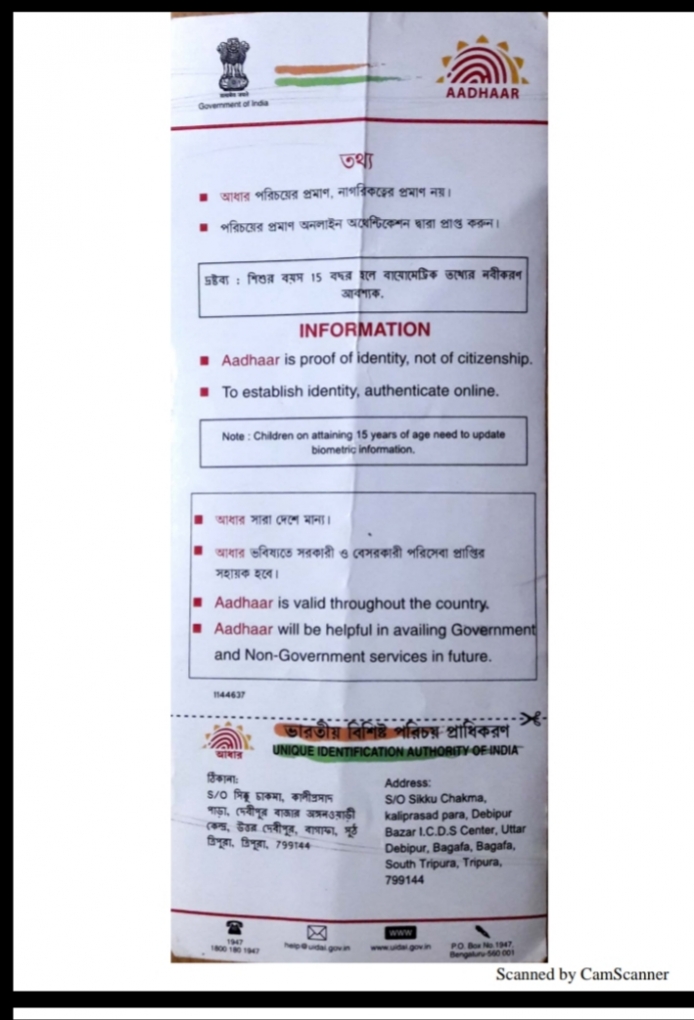 सत्यमेव जयते
Government of India
AADHAAR
তথ্য
আধার পরিচয়ের প্রমাণ, নাগরিকত্বের প্রমাণ নয়।
পরিচয়ের প্রমাণ অনলাইন অথেন্টিকেশন দ্বারা প্রাপ্ত করুন।
দ্রষ্টব্য : শিশুর বয়স 15 বছর হলে বায়োমেট্রিক তথ্যের নবীকরণ
আবশ্যক.
INFORMATION
Aadhaar is proof of identity, not of citizenship.
To establish identity, authenticate online.
Note : Children on attaining 15 years of age need to update
biometric information.
আধার সারা দেশে মান্য।
আধার ভবিষ্যতে সরকারী ও বেসরকারী পরিসেবা প্রাপ্তির
সহায়ক হবে।
Aadhaar is valid throughout the country.
Aadhaar will be helpful in availing Government
and Non-Government services in future.
1144637
ভারতীয় বিশিষ্ট পরিচয় প্রাধিকরণ
UNIQUE IDENTIFICATION AUTHORITY OF INDIA
আধার
ঠিকানা:
S/O সিক্কু চাকমা, কালীপ্রসাদ
পাড়া, দেবীপুর বাজার অঙ্গনওয়াড়ী
কেন্দ্র, উত্তর দেবীপুর, বাগাফা,
ত্রিপুরা, ত্রিপুরা, 799144
Address:
S/O Sikku Chakma,
kaliprasad para, Debipur
Bazar I.C.D.S Center, Uttar
Debipur, Bagafa, Bagafa,
South Tripura, Tripura,
799144
1947
1800 180 1947
help@uidai.gov.in
WWW
www.uidai.gov.in
P.O. Box No.1947,
Bengaluru-560 001
Scanned by CamScanner